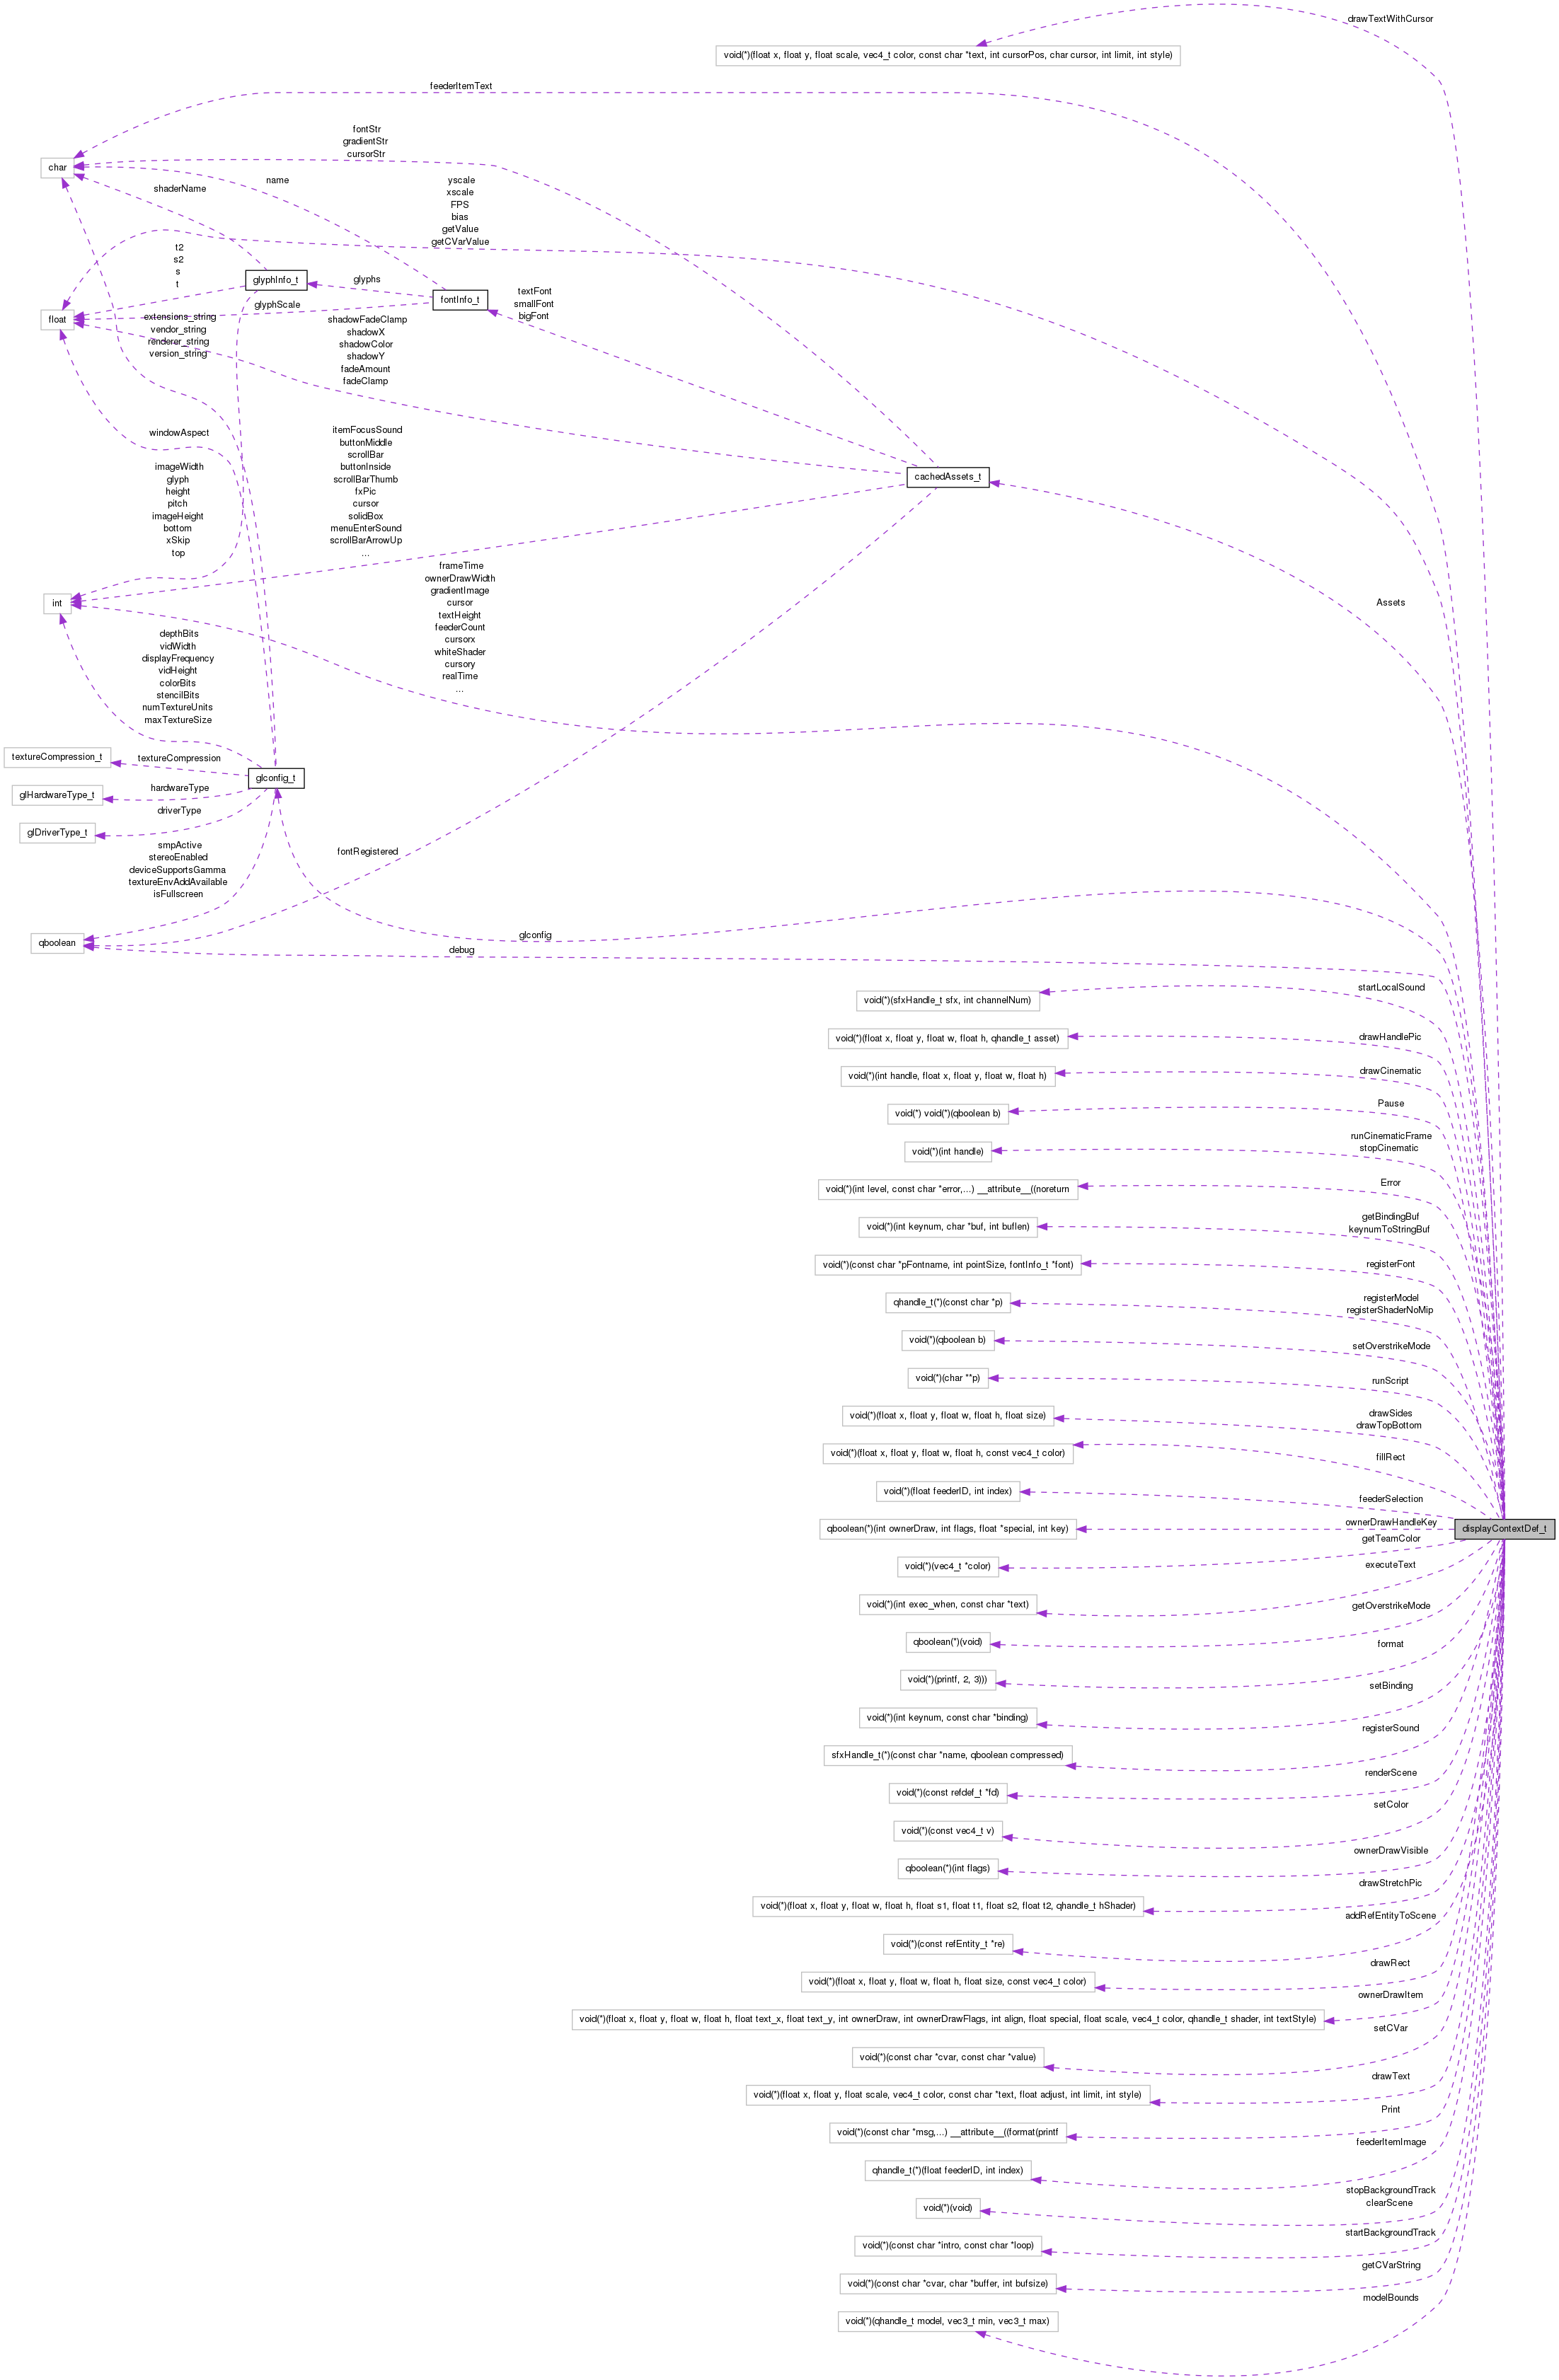 drawTextWithCursor
void(*)(float x, float y, float scale, vec4_t color, const char *text, int cursorPos, char cursor, int limit, int style)
feederItemText
fontStr
gradientStr
cursorStr
char
name
shaderName
yscale
xscale
FPS
bias
getValue
getCVarValue
t2
s2
s
t
glyphInfo_t
glyphs
fontInfo_t
textFont
smallFont
bigFont
glyphScale
float
extensions_string
vendor_string
renderer_string
version_string
shadowFadeClamp
shadowX
shadowColor
shadowY
fadeAmount
fadeClamp
windowAspect
itemFocusSound
buttonMiddle
scrollBar
buttonInside
scrollBarThumb
fxPic
cursor
solidBox
menuEnterSound
scrollBarArrowUp
...
imageWidth
glyph
height
pitch
imageHeight
bottom
xSkip
top
cachedAssets_t
frameTime
ownerDrawWidth
gradientImage
cursor
textHeight
feederCount
cursorx
whiteShader
cursory
realTime
...
int
Assets
depthBits
vidWidth
displayFrequency
vidHeight
colorBits
stencilBits
numTextureUnits
maxTextureSize
textureCompression_t
textureCompression
glconfig_t
glHardwareType_t
hardwareType
glDriverType_t
driverType
smpActive
stereoEnabled
deviceSupportsGamma
textureEnvAddAvailable
isFullscreen
fontRegistered
qboolean
glconfig
debug
startLocalSound
void(*)(sfxHandle_t sfx, int channelNum)
drawHandlePic
void(*)(float x, float y, float w, float h, qhandle_t asset)
drawCinematic
void(*)(int handle, float x, float y, float w, float h)
Pause
void(*) void(*)(qboolean b)
runCinematicFrame
stopCinematic
void(*)(int handle)
Error
void(*)(int level, const char *error,...) __attribute__((noreturn
getBindingBuf
keynumToStringBuf
void(*)(int keynum, char *buf, int buflen)
registerFont
void(*)(const char *pFontname, int pointSize, fontInfo_t *font)
registerModel
registerShaderNoMip
qhandle_t(*)(const char *p)
setOverstrikeMode
void(*)(qboolean b)
runScript
void(*)(char **p)
drawSides
drawTopBottom
void(*)(float x, float y, float w, float h, float size)
fillRect
void(*)(float x, float y, float w, float h, const vec4_t color)
feederSelection
void(*)(float feederID, int index)
ownerDrawHandleKey
qboolean(*)(int ownerDraw, int flags, float *special, int key)
displayContextDef_t
getTeamColor
void(*)(vec4_t *color)
executeText
void(*)(int exec_when, const char *text)
getOverstrikeMode
qboolean(*)(void)
format
void(*)(printf, 2, 3)))
setBinding
void(*)(int keynum, const char *binding)
registerSound
sfxHandle_t(*)(const char *name, qboolean compressed)
renderScene
void(*)(const refdef_t *fd)
setColor
void(*)(const vec4_t v)
ownerDrawVisible
qboolean(*)(int flags)
drawStretchPic
void(*)(float x, float y, float w, float h, float s1, float t1, float s2, float t2, qhandle_t hShader)
addRefEntityToScene
void(*)(const refEntity_t *re)
drawRect
void(*)(float x, float y, float w, float h, float size, const vec4_t color)
ownerDrawItem
void(*)(float x, float y, float w, float h, float text_x, float text_y, int ownerDraw, int ownerDrawFlags, int align, float special, float scale, vec4_t color, qhandle_t shader, int textStyle)
setCVar
void(*)(const char *cvar, const char *value)
drawText
void(*)(float x, float y, float scale, vec4_t color, const char *text, float adjust, int limit, int style)
Print
void(*)(const char *msg,...) __attribute__((format(printf
feederItemImage
qhandle_t(*)(float feederID, int index)
stopBackgroundTrack
clearScene
void(*)(void)
startBackgroundTrack
void(*)(const char *intro, const char *loop)
getCVarString
void(*)(const char *cvar, char *buffer, int bufsize)
modelBounds
void(*)(qhandle_t model, vec3_t min, vec3_t max)